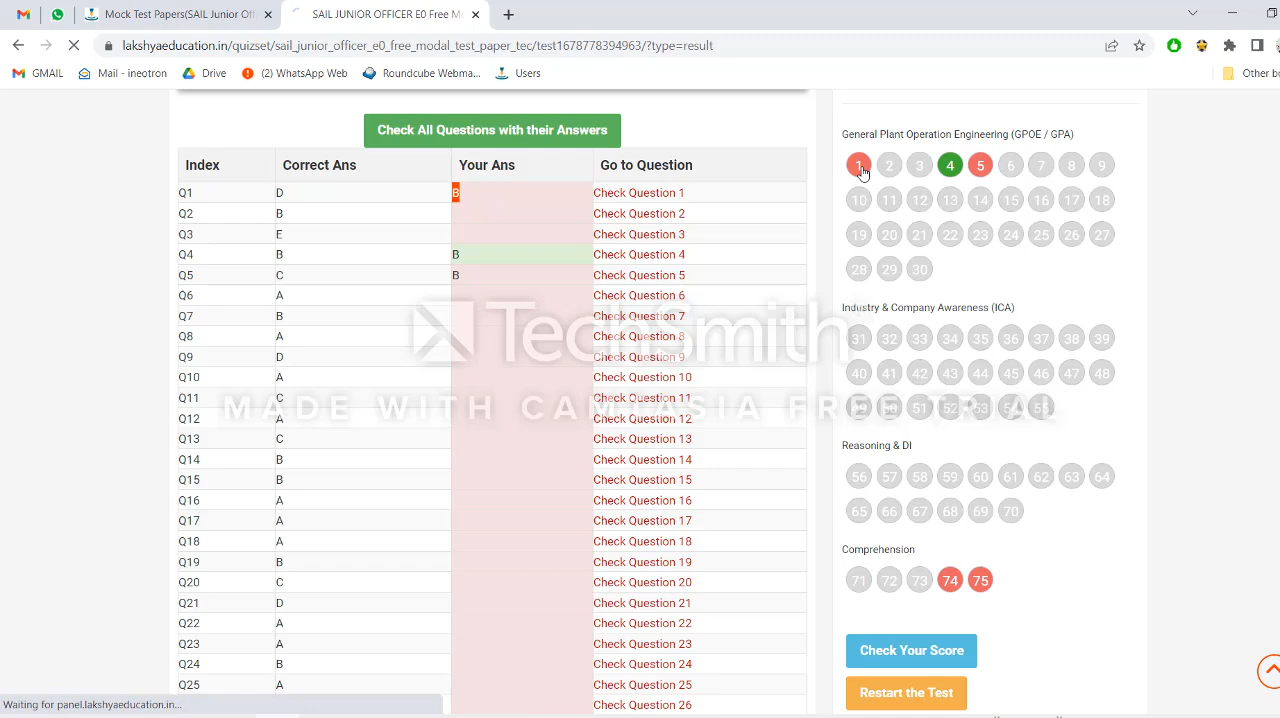 Mock Test Papers(SAIL Junior Off
SAIL JUNIOR OFFICER E0 Free Mo
lakshyaeducation.in/quizset/sail_junior_officer_e0_free_modal_test_paper_tec/test1678778394963/?type=result
GMAIL Mail - ineotron Drive (2) WhatsApp Web Roundcube Webma... Users Other bo
Check All Questions with their Answers
Index Correct Ans Your Ans Go to Question
Q1 D B Check Question 1
Q2 B Check Question 2
Q3 E Check Question 3
Q4 B B Check Question 4
Q5 C B Check Question 5
Q6 A Check Question 6
Q7 B Check Question 7
Q8 A Check Question 8
Q9 D Check Question 9
Q10 A Check Question 10
Q11 C Check Question 11
Q12 A Check Question 12
Q13 C Check Question 13
Q14 B Check Question 14
Q15 B Check Question 15
Q16 A Check Question 16
Q17 A Check Question 17
Q18 A Check Question 18
Q19 B Check Question 19
Q20 C Check Question 20
Q21 D Check Question 21
Q22 A Check Question 22
Q23 A Check Question 23
Q24 B Check Question 24
Q25 A Check Question 25
Check Question 26
General Plant Operation Engineering (GPOE / GPA)
1 2 3 4 5 6 7 8 9
10 11 12 13 14 15 16 17 18
19 20 21 22 23 24 25 26 27
28 29 30
Industry & Company Awareness (ICA)
31 32 33 34 35 36 37 38 39
40 41 42 43 44 45 46 47 48
49 50 51 52 53 54 55
Reasoning & DI
56 57 58 59 60 61 62 63 64
65 66 67 68 69 70
Comprehension
71 72 73 74 75
Check Your Score
Restart the Test
TechSmith
MADE WITH CAMTASIA FREE TRIAL
Waiting for panel.lakshyaeducation.in...